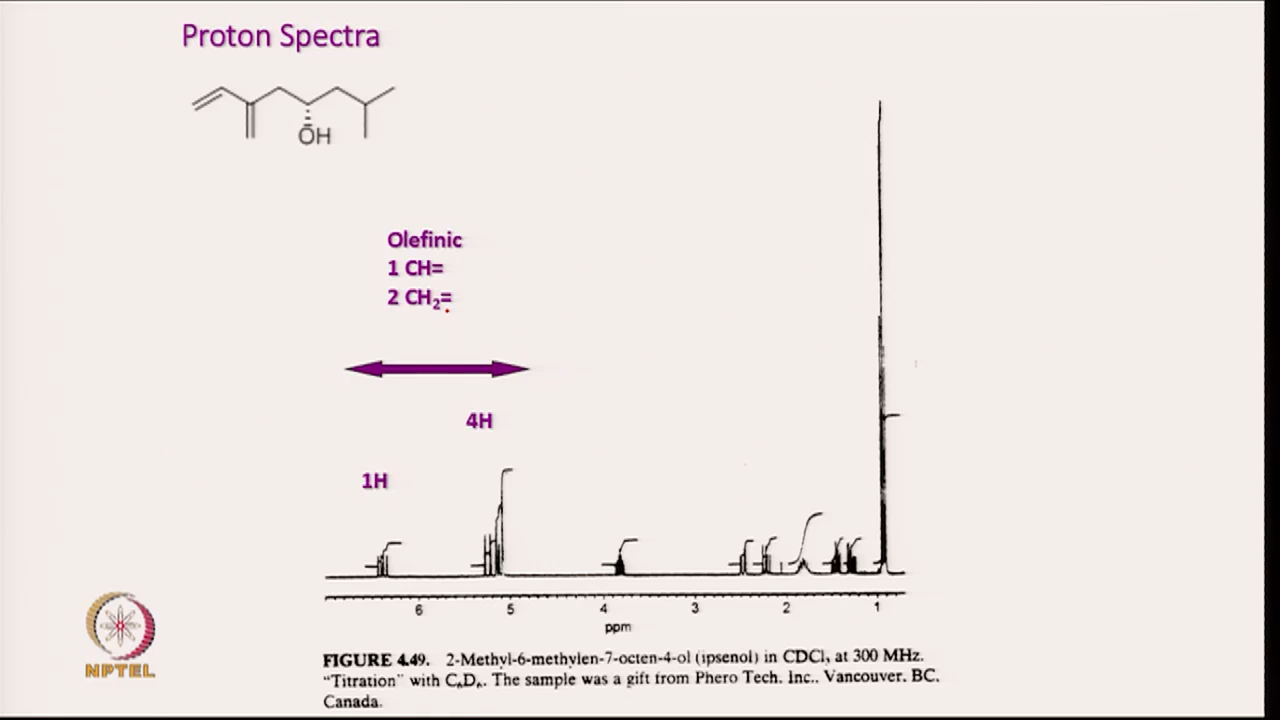 Proton Spectra
OH
Olefinic
1 CH=
2 CH₂=
4H
1H
6 5 4 3 2 1
ppm
FIGURE 4.49. 2-Methyl-6-methylen-7-octen-4-ol (ipsenol) in CDCl, at 300 MHz.
"Titration" with C₆D₆. The sample was a gift from Phero Tech. Inc.. Vancouver. BC.
Canada.
NPTEL